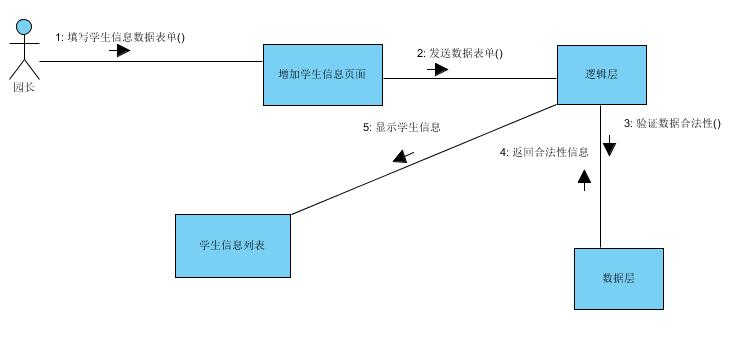 1: 填写学生信息数据表单()
园长
增加学生信息页面
2: 发送数据表单()
逻辑层
3: 验证数据合法性()
4: 返回合法性信息
5: 显示学生信息
学生信息列表
数据层